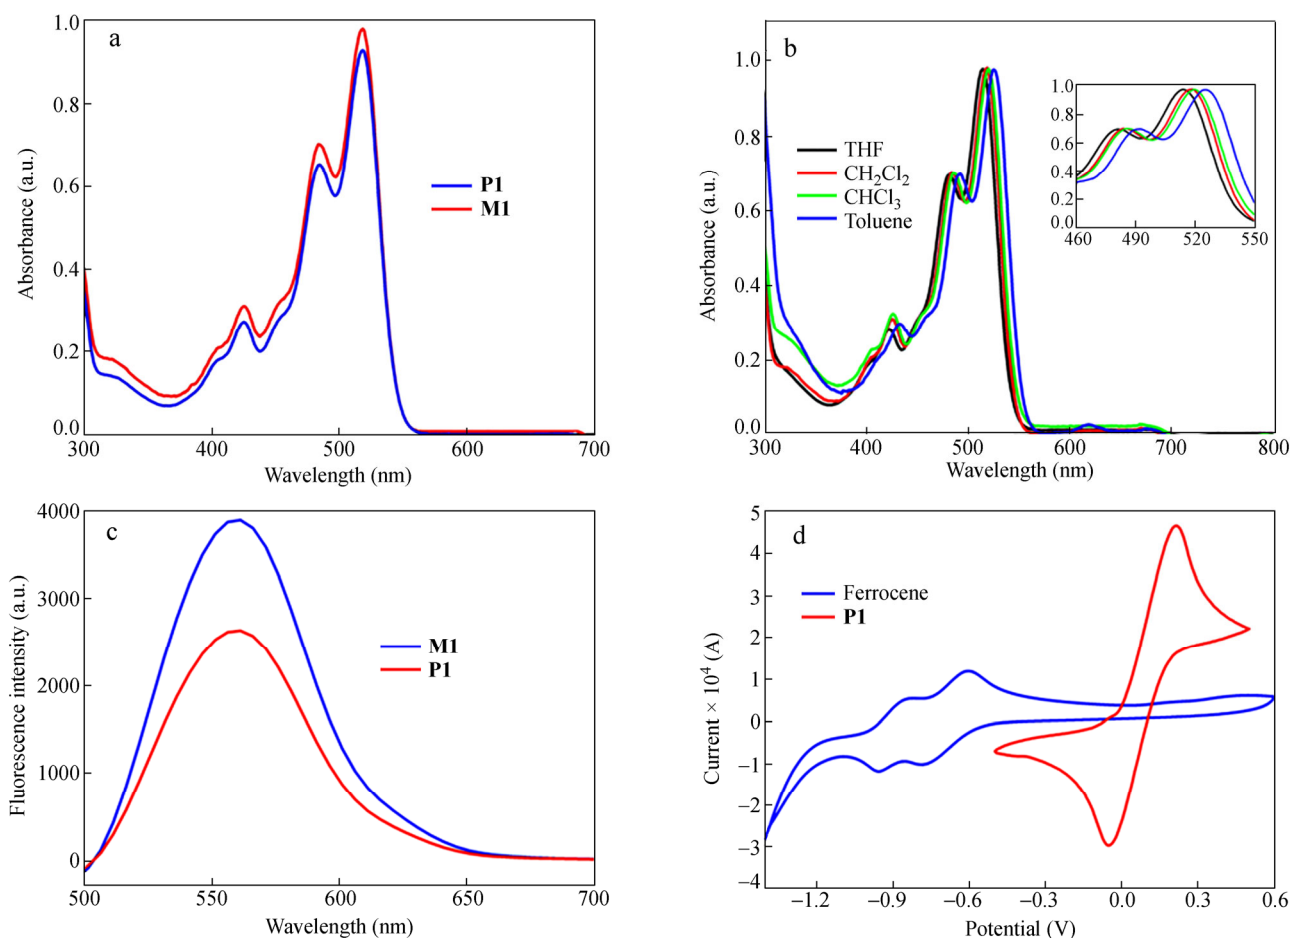 a
1.0
0.8
0.6
0.4
0.2
0.0
Absorbance (a.u.)
P1
M1
300 400 500 600 700
Wavelength (nm)
b
1.0
0.8
0.6
0.4
0.2
0.0
Absorbance (a.u.)
THF
CH₂Cl₂
CHCl₃
Toluene
1.0
0.8
0.6
0.4
0.2
0.0
460 490 520 550
300 400 500 600 700 800
Wavelength (nm)
c
4000
3000
2000
1000
0
Fluorescence intensity (a.u.)
M1
P1
500 550 600 650 700
Wavelength (nm)
d
5
4
3
2
1
0
−1
−2
−3
−4
Current × 10⁴ (A)
Ferrocene
P1
−1.2 −0.9 −0.6 −0.3 0.0 0.3 0.6
Potential (V)